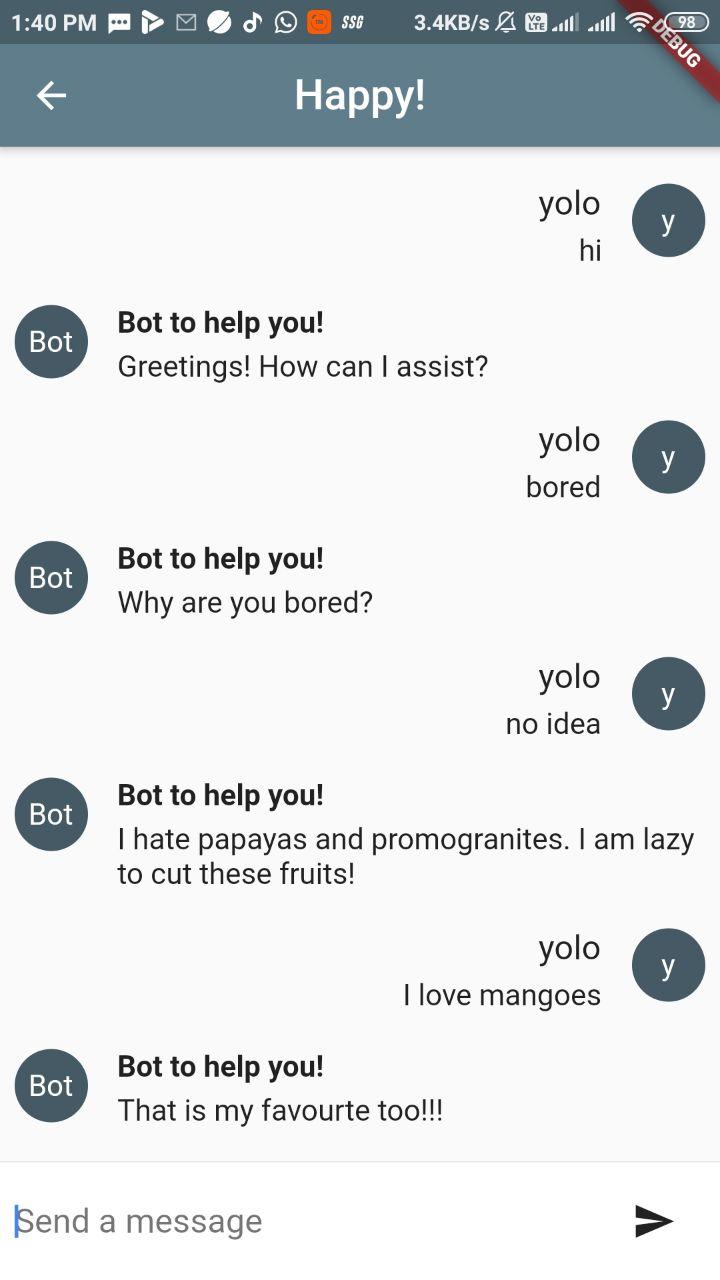 1:40 PM SSG 3.4KB/s Vo LTE 98
DEBUG
Happy!
yolo
y
hi
Bot to help you!
Bot
Greetings! How can I assist?
yolo
y
bored
Bot to help you!
Bot
Why are you bored?
yolo
y
no idea
Bot to help you!
Bot
I hate papayas and promogranites. I am lazy
to cut these fruits!
yolo
y
I love mangoes
Bot to help you!
Bot
That is my favourte too!!!
Send a message